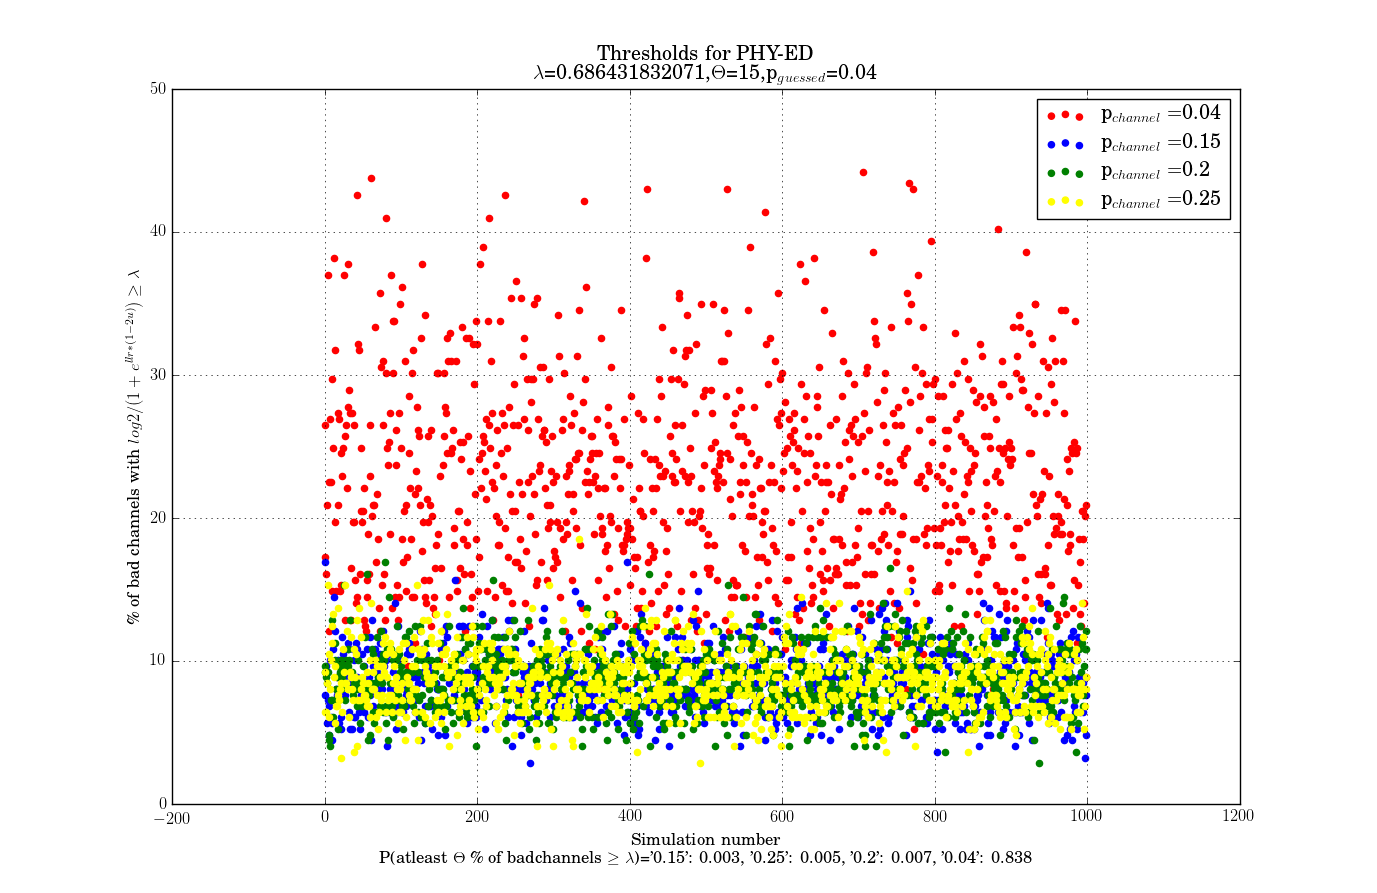 Thresholds for PHY-ED
λ=0.686431832071,Θ=15,p_guessed=0.04
p_channel =0.04
p_channel =0.15
p_channel =0.2
p_channel =0.25
% of bad channels with log2/(1 + e^{llr*(1−2u)}) ≥ λ
50
40
30
20
10
0
−200 0 200 400 600 800 1000 1200
Simulation number
P(atleast Θ % of badchannels ≥ λ)='0.15': 0.003, '0.25': 0.005, '0.2': 0.007, '0.04': 0.838